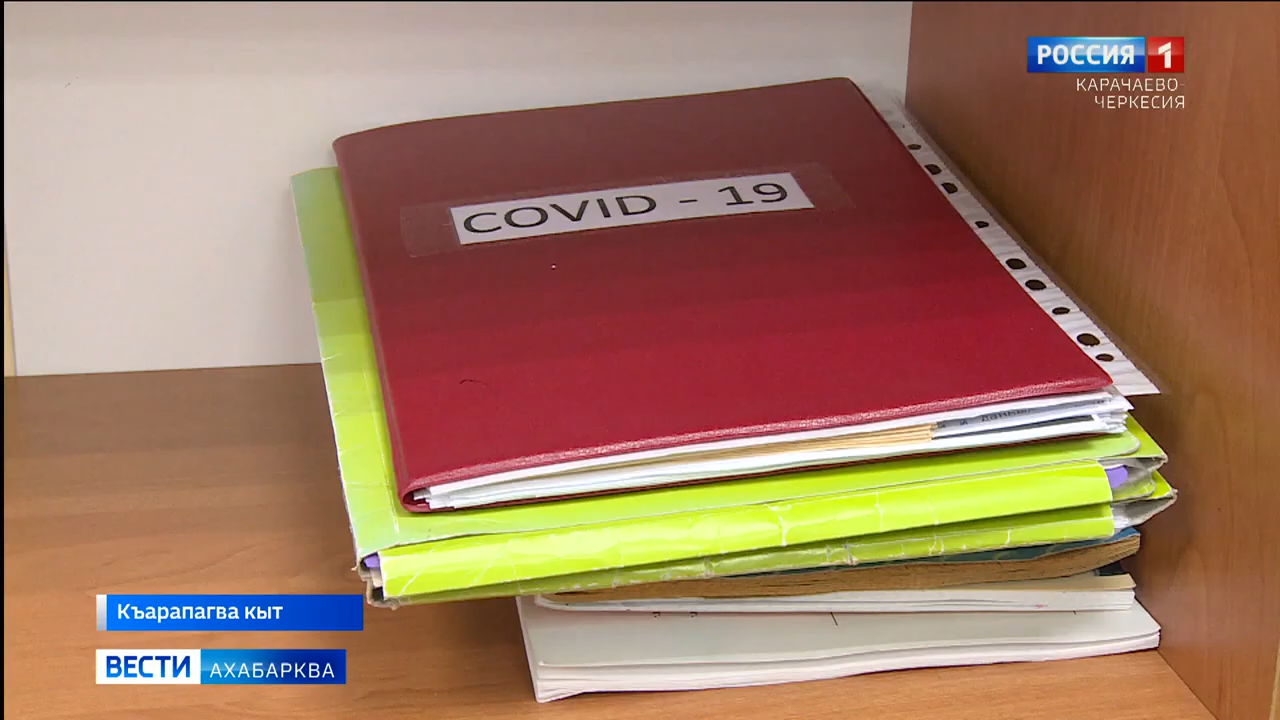 РОССИЯ 1
КАРАЧАЕВО-
ЧЕРКЕСИЯ
COVID - 19
Къарапагва кыт
ВЕСТИ АХАБАРКВА